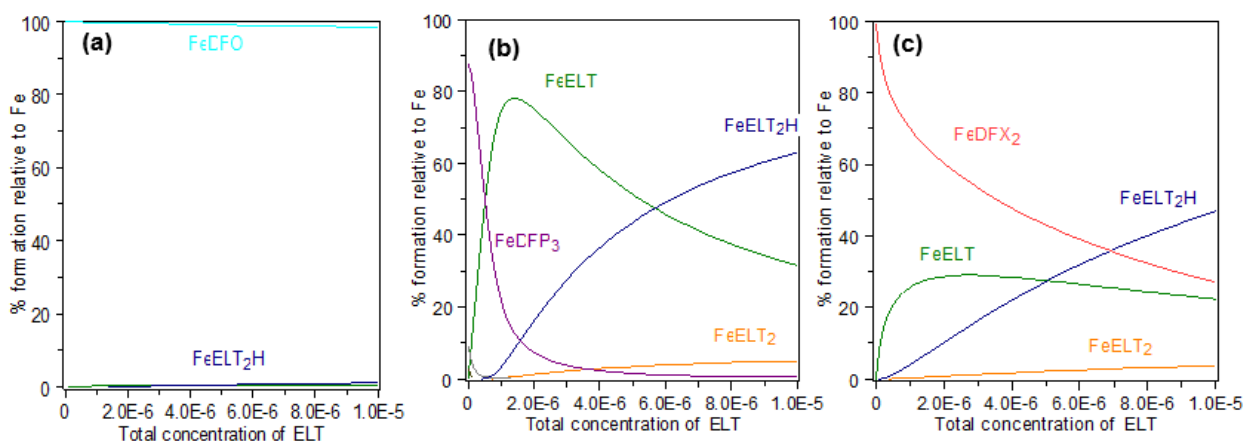 (a)
% formation relative to Fe
100
80
60
40
20
0
FeDFO
FeELT2H
0 2.0E-6 4.0E-6 6.0E-6 8.0E-6 1.0E-5
Total concentration of ELT
(b)
% formation relative to Fe
100
80
60
40
20
0
FeELT
FeELT2H
FeDFP3
FeELT2
0 2.0E-6 4.0E-6 6.0E-6 8.0E-6 1.0E-5
Total concentration of ELT
(c)
% formation relative to Fe
100
80
60
40
20
0
FeDFX2
FeELT2H
FeELT
FeELT2
0 2.0E-6 4.0E-6 6.0E-6 8.0E-6 1.0E-5
Total concentration of ELT